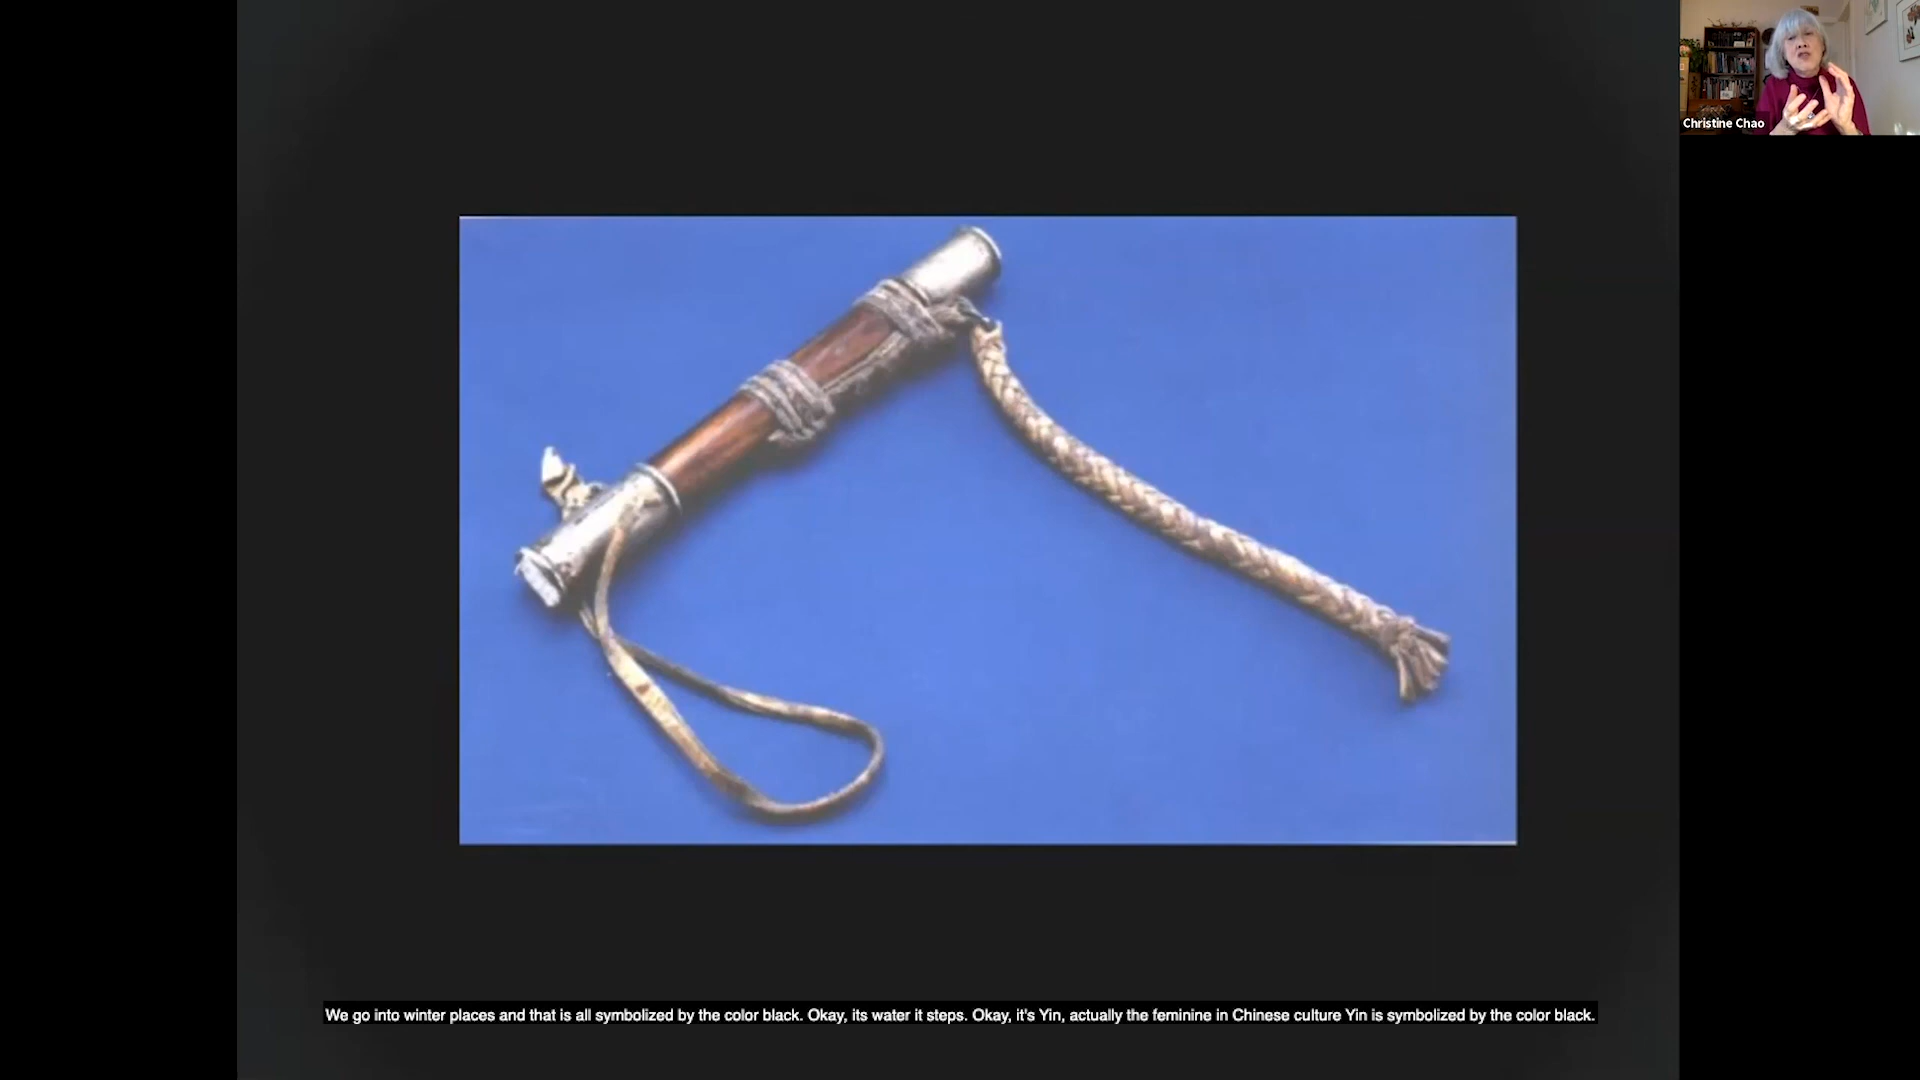 Christine Chao
We go into winter places and that is all symbolized by the color black. Okay, its water it steps. Okay, it's Yin, actually the feminine in Chinese culture Yin is symbolized by the color black.